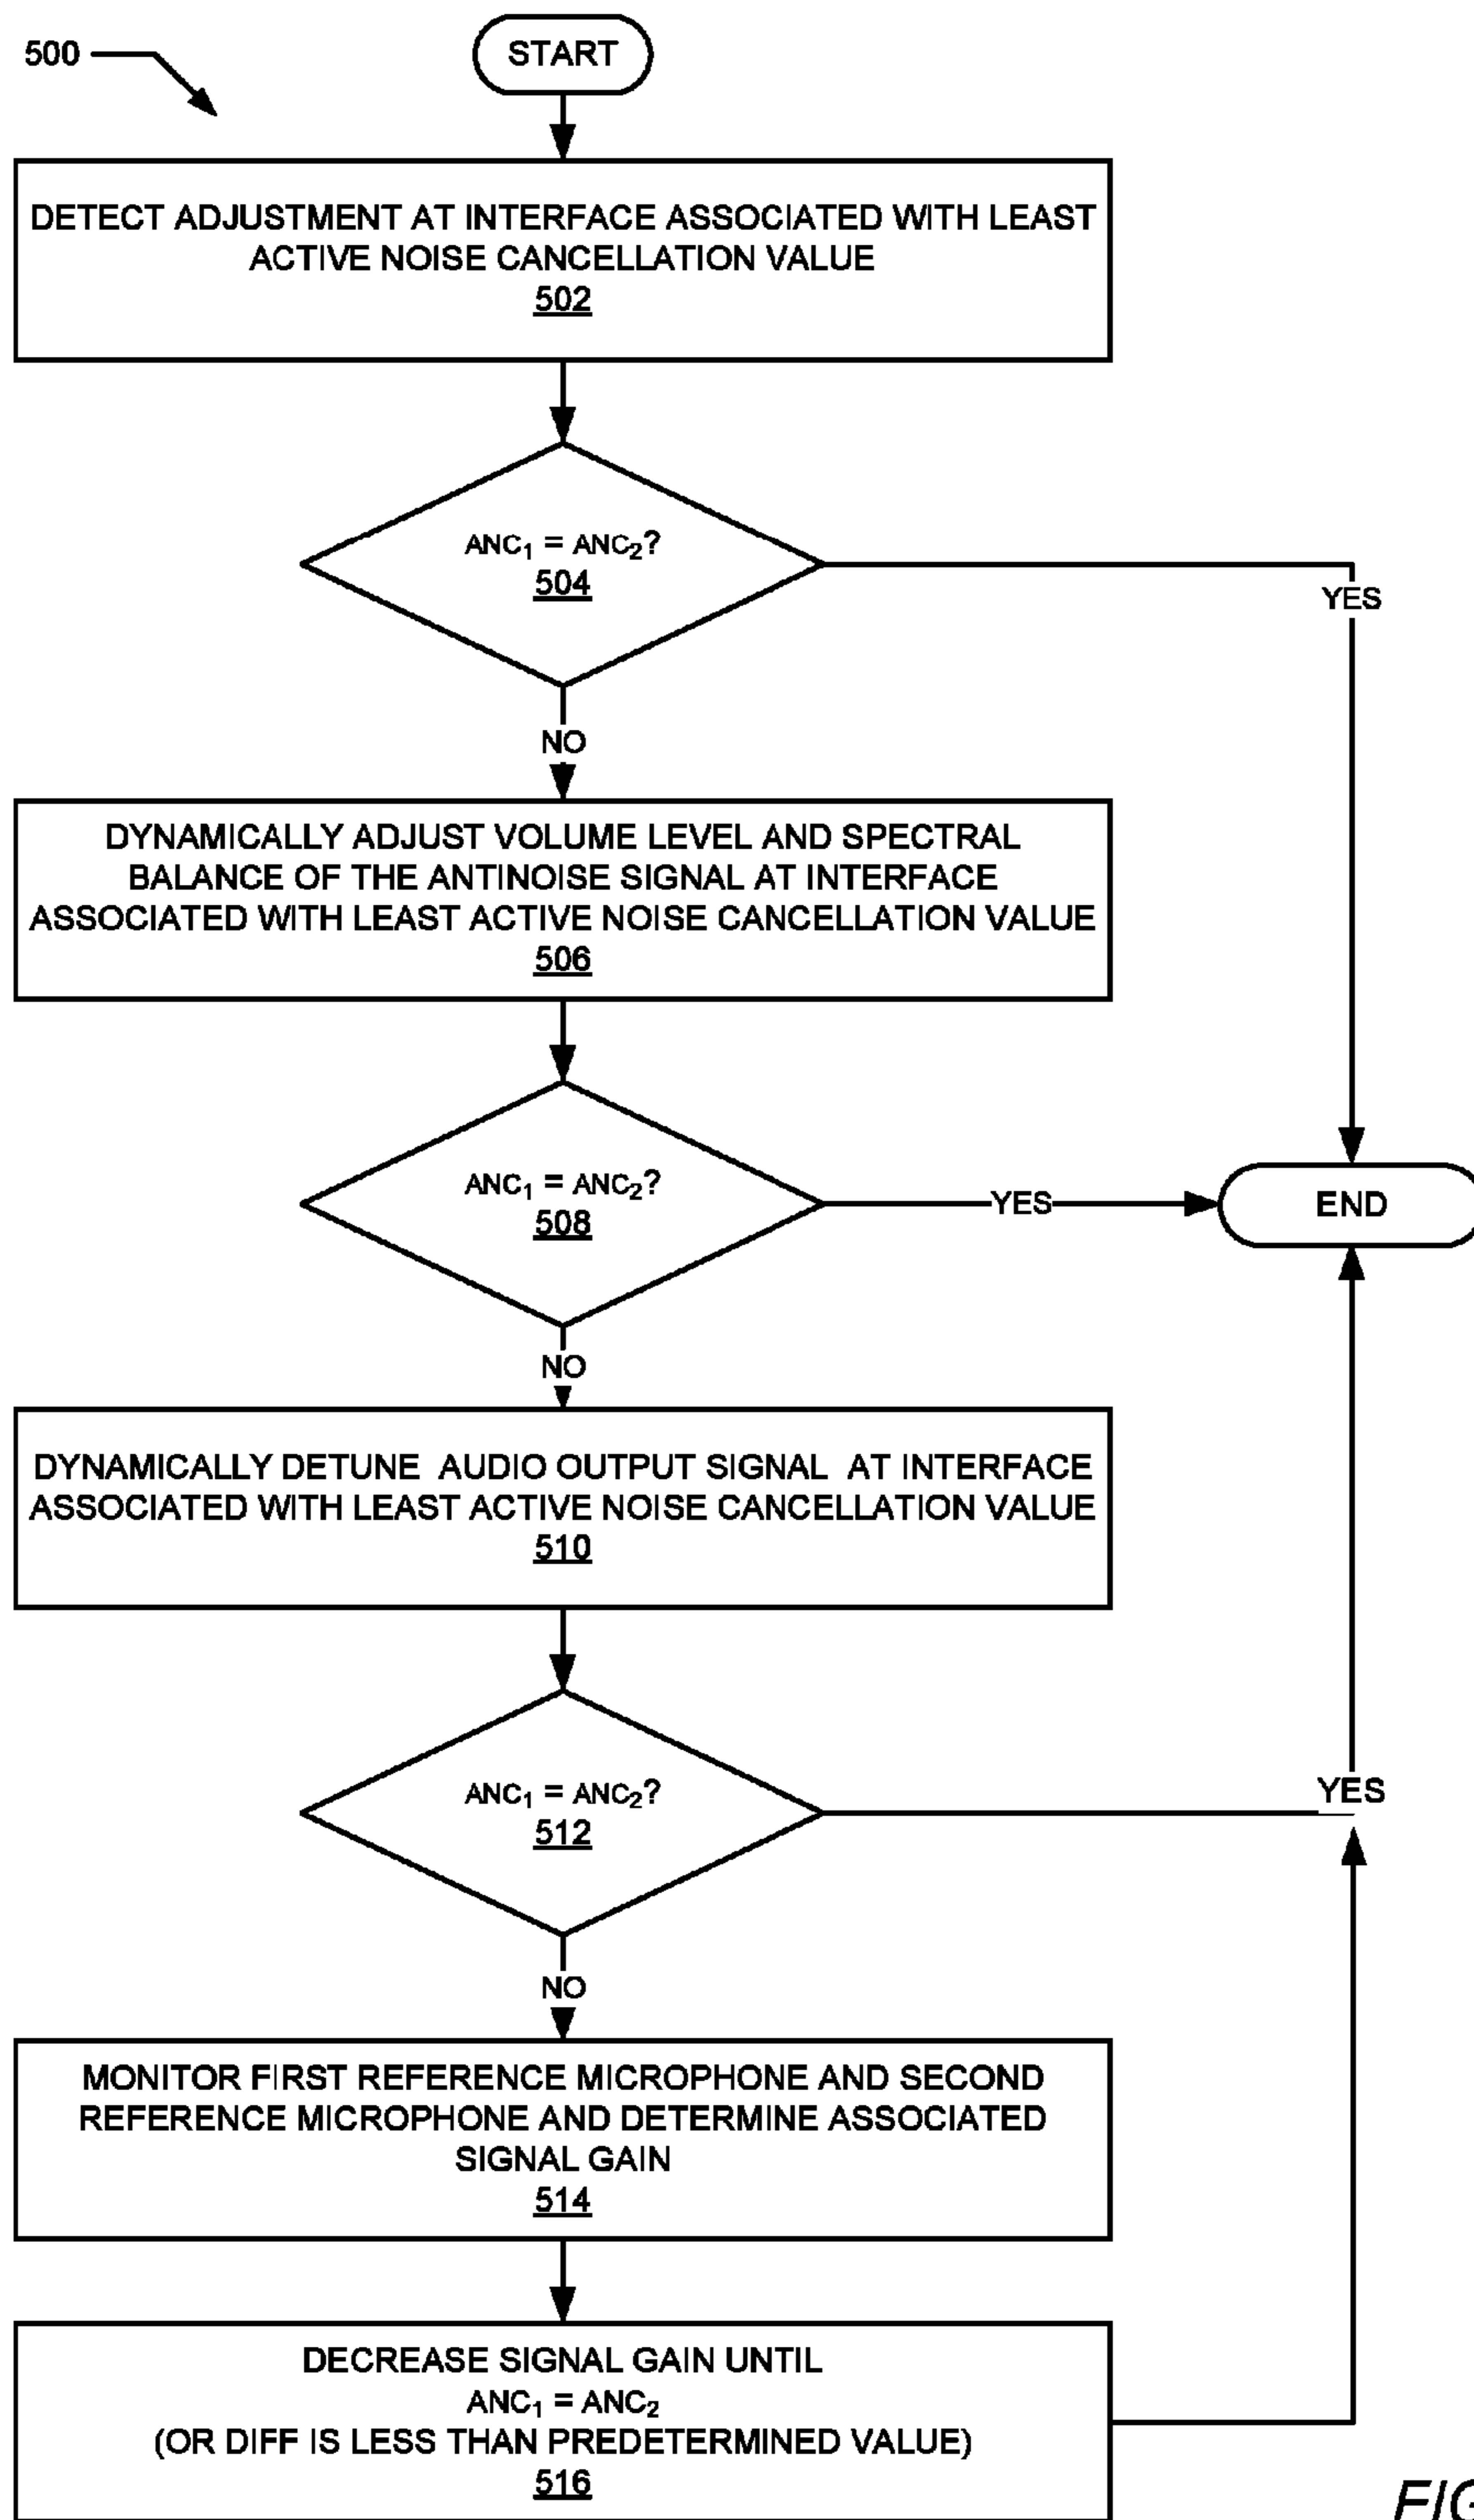 500
START
DETECT ADJUSTMENT AT INTERFACE ASSOCIATED WITH LEAST
ACTIVE NOISE CANCELLATION VALUE
502
ANC₁ = ANC₂?
504
YES
NO
DYNAMICALLY ADJUST VOLUME LEVEL AND SPECTRAL
BALANCE OF THE ANTINOISE SIGNAL AT INTERFACE
ASSOCIATED WITH LEAST ACTIVE NOISE CANCELLATION VALUE
506
ANC₁ = ANC₂?
508
YES
END
NO
DYNAMICALLY DETUNE AUDIO OUTPUT SIGNAL AT INTERFACE
ASSOCIATED WITH LEAST ACTIVE NOISE CANCELLATION VALUE
510
ANC₁ = ANC₂?
512
YES
NO
MONITOR FIRST REFERENCE MICROPHONE AND SECOND
REFERENCE MICROPHONE AND DETERMINE ASSOCIATED
SIGNAL GAIN
514
DECREASE SIGNAL GAIN UNTIL
ANC₁ = ANC₂
(OR DIFF IS LESS THAN PREDETERMINED VALUE)
516